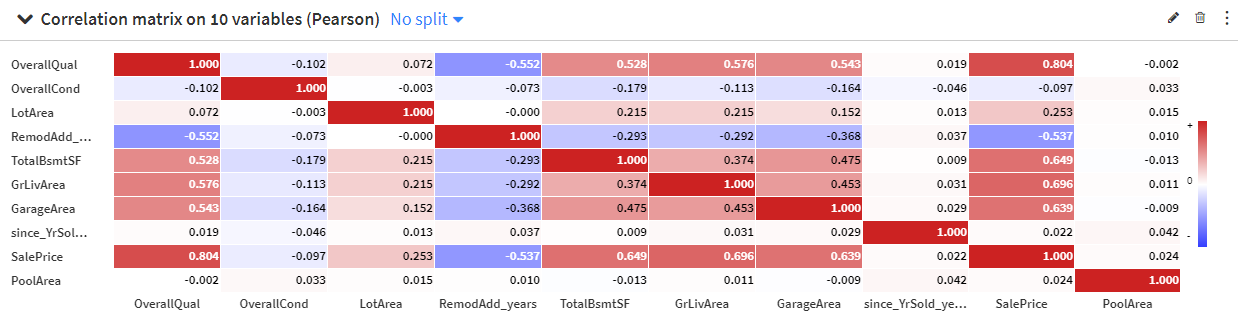 Correlation matrix on 10 variables (Pearson) No split
OverallQual 1.000 -0.102 0.072 -0.552 0.528 0.576 0.543 0.019 0.804 -0.002
OverallCond -0.102 1.000 -0.003 -0.073 -0.179 -0.113 -0.164 -0.046 -0.097 0.033
LotArea 0.072 -0.003 1.000 -0.000 0.215 0.215 0.152 0.013 0.253 0.015
RemodAdd_... -0.552 -0.073 -0.000 1.000 -0.293 -0.292 -0.368 0.037 -0.537 0.010
TotalBsmtSF 0.528 -0.179 0.215 -0.293 1.000 0.374 0.475 0.009 0.649 -0.013
GrLivArea 0.576 -0.113 0.215 -0.292 0.374 1.000 0.453 0.031 0.696 0.011
GarageArea 0.543 -0.164 0.152 -0.368 0.475 0.453 1.000 0.029 0.639 -0.009
since_YrSol... 0.019 -0.046 0.013 0.037 0.009 0.031 0.029 1.000 0.022 0.042
SalePrice 0.804 -0.097 0.253 -0.537 0.649 0.696 0.639 0.022 1.000 0.024
PoolArea -0.002 0.033 0.015 0.010 -0.013 0.011 -0.009 0.042 0.024 1.000
OverallQual OverallCond LotArea RemodAdd_years TotalBsmtSF GrLivArea GarageArea since_YrSold_ye... SalePrice PoolArea
+
0
-